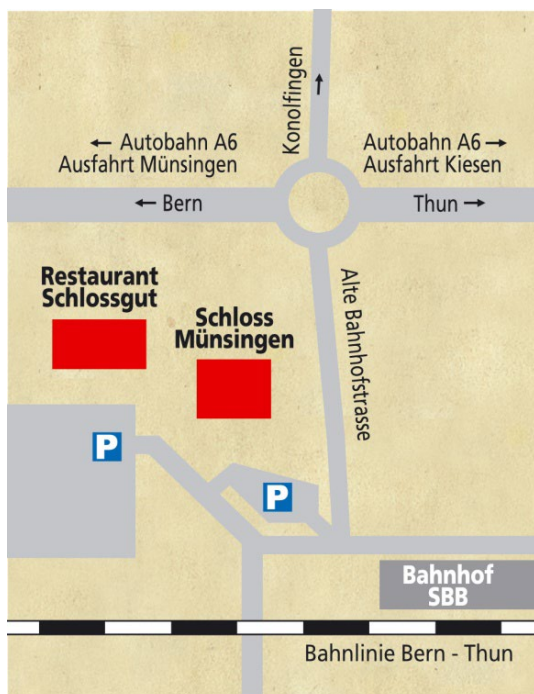 Konolfingen
← Autobahn A6
Ausfahrt Münsingen
Autobahn A6 →
Ausfahrt Kiesen
← Bern
Thun →
Restaurant
Schlossgut
Schloss
Münsingen
Alte Bahnhofstrasse
P
P
Bahnhof
SBB
Bahnlinie Bern - Thun